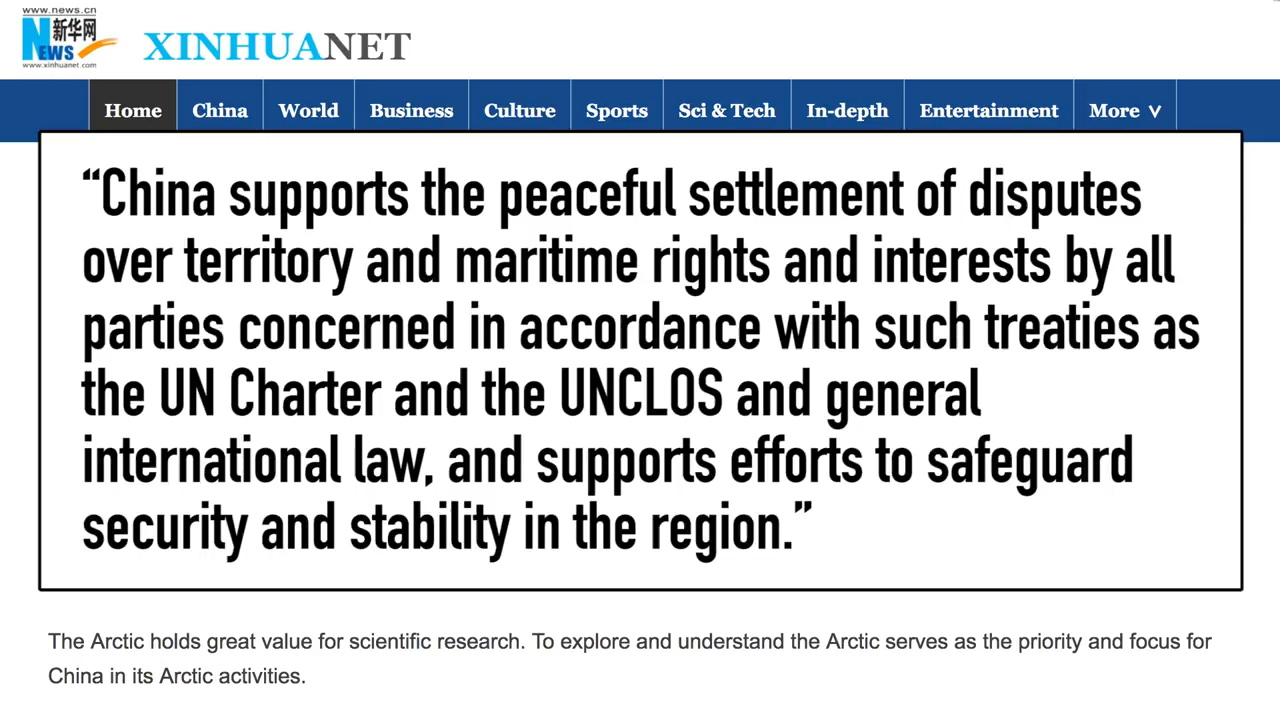 www.news.cn
新华网
NEWS
www.xinhuanet.com
XINHUANET
Home China World Business Culture Sports Sci & Tech In-depth Entertainment More ∨
“China supports the peaceful settlement of disputes
over territory and maritime rights and interests by all
parties concerned in accordance with such treaties as
the UN Charter and the UNCLOS and general
international law, and supports efforts to safeguard
security and stability in the region.”
The Arctic holds great value for scientific research. To explore and understand the Arctic serves as the priority and focus for
China in its Arctic activities.